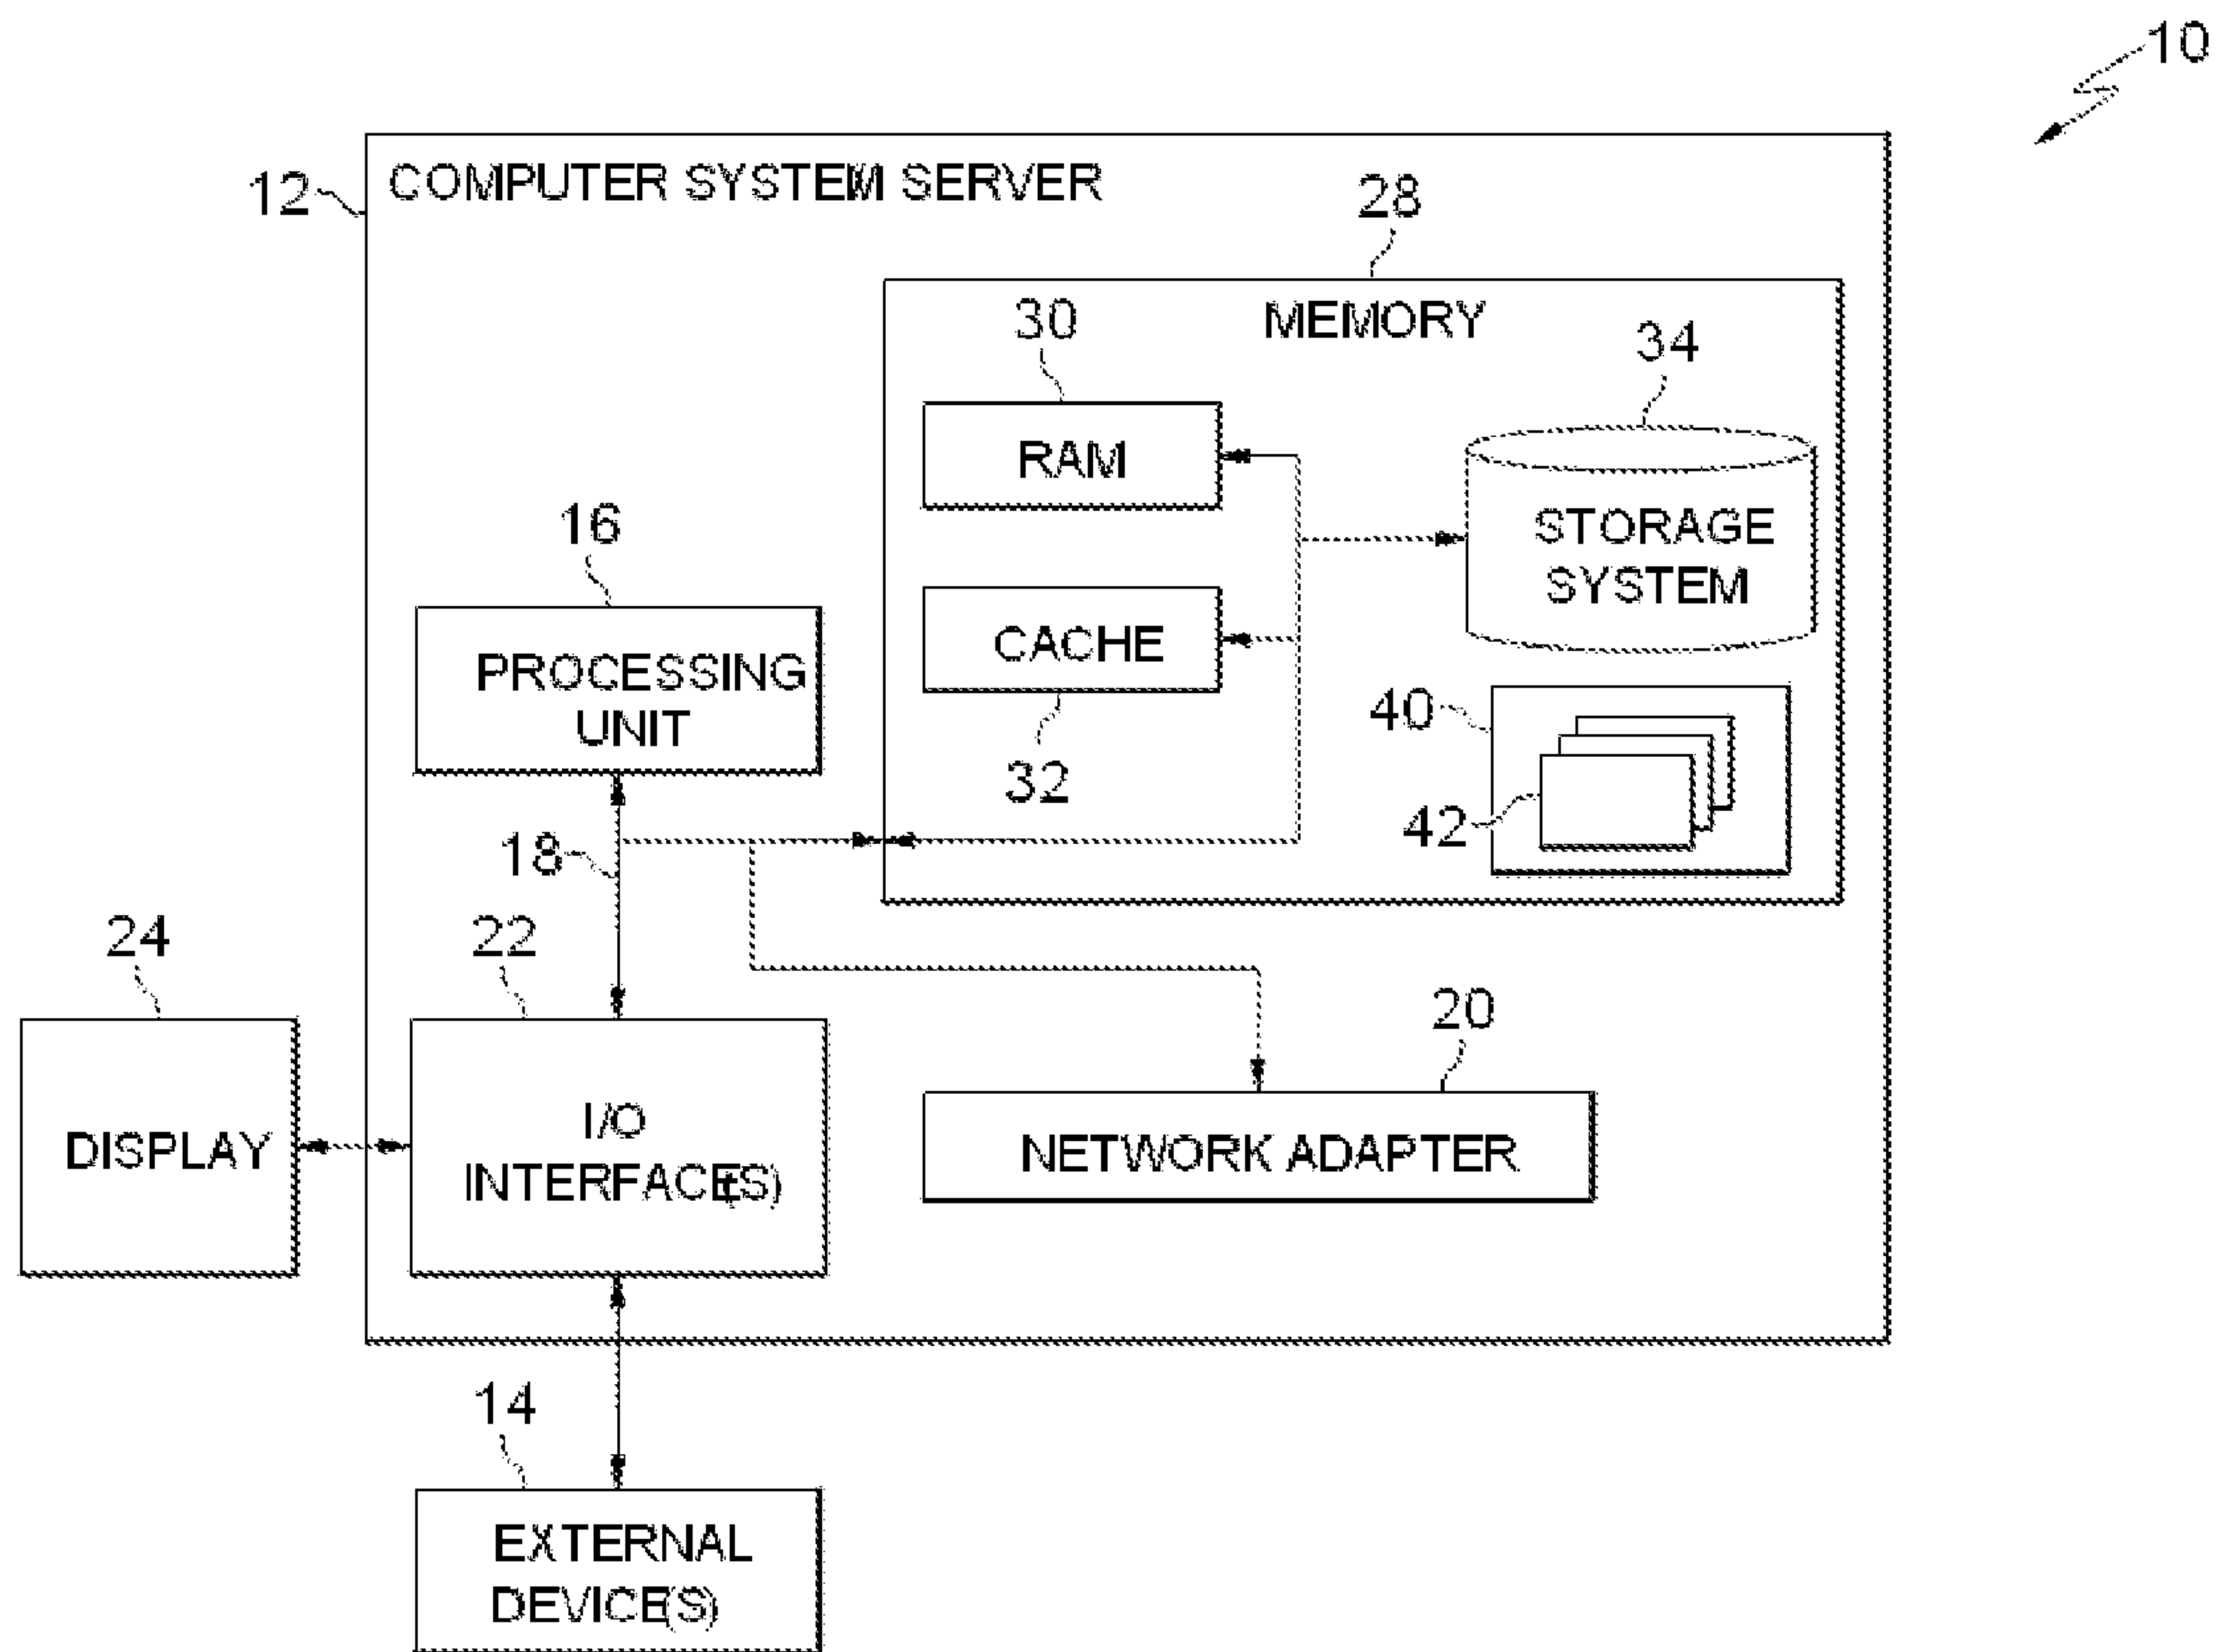 10
12
COMPUTER SYSTEM SERVER
28
MEMORY
30
34
RAM
STORAGE
SYSTEM
16
CACHE
PROCESSING
UNIT
32
40
42
18
24
22
20
DISPLAY
I/O
INTERFACE(S)
NETWORK ADAPTER
14
EXTERNAL
DEVICE(S)